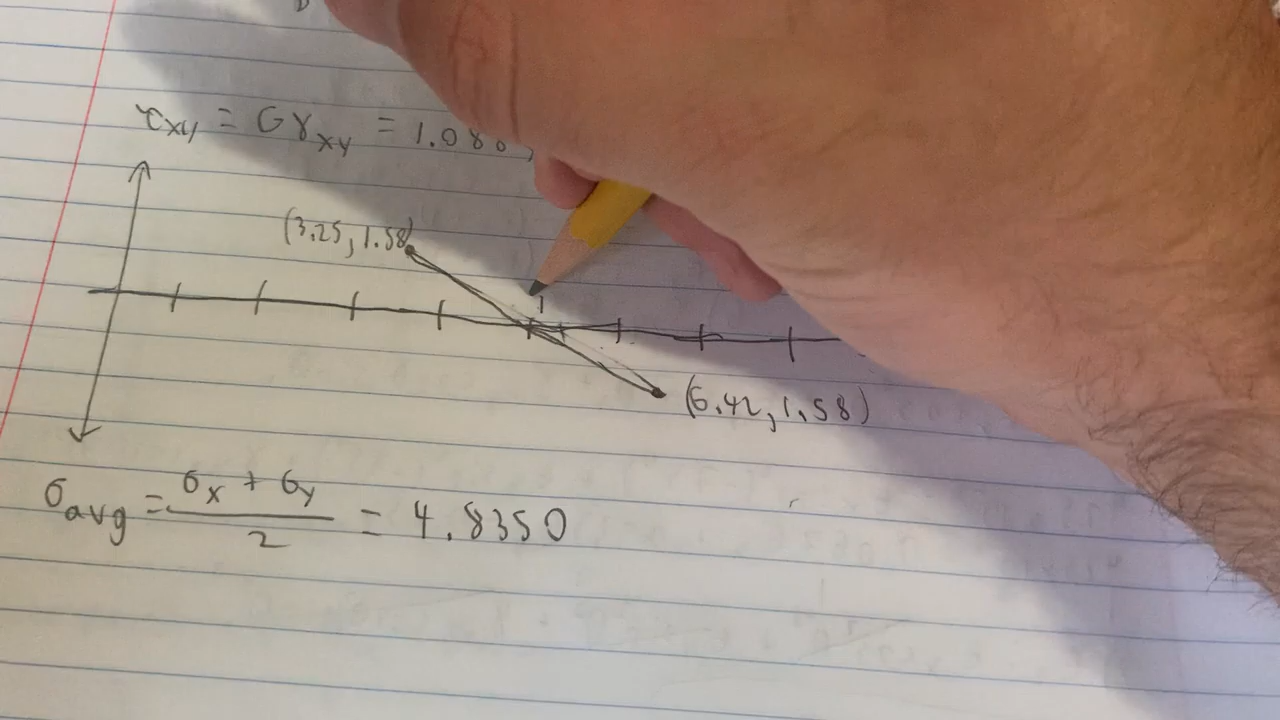 τxy = Gγxy = 1.080
(3.25, 1.58)
(6.42, 1.58)
σavg = σx + σy / 2 = 4.8350